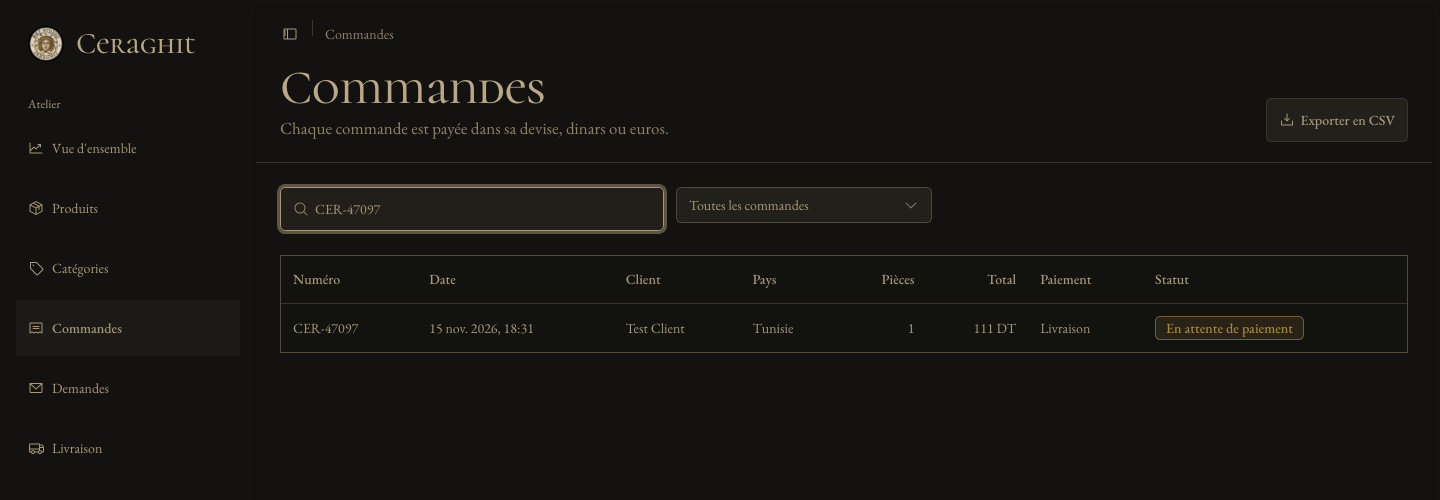 Ceraghit
Atelier
Vue d'ensemble
Produits
Catégories
Commandes
Demandes
Livraison
Commandes
Commandes
Chaque commande est payée dans sa devise, dinars ou euros.
Exporter en CSV
CER-47097
Toutes les commandes
Numéro Date Client Pays Pièces Total Paiement Statut
CER-47097 15 nov. 2026, 18:31 Test Client Tunisie 1 111 DT Livraison En attente de paiement